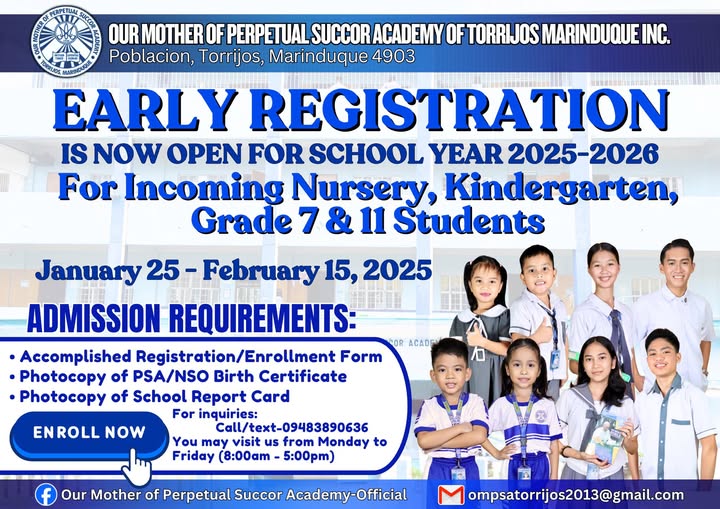 OUR MOTHER OF PERPETUAL SUCCOR ACADEMY OF TORRIJOS MARINDUQUE INC.
Poblacion, Torrijos, Marinduque 4903
EARLY REGISTRATION
IS NOW OPEN FOR SCHOOL YEAR 2025-2026
For Incoming Nursery, Kindergarten,
Grade 7 & 11 Students
January 25 - February 15, 2025
ADMISSION REQUIREMENTS:
• Accomplished Registration/Enrollment Form
• Photocopy of PSA/NSO Birth Certificate
• Photocopy of School Report Card
For inquiries:
Call/text-09483890636
You may visit us from Monday to
Friday (8:00am - 5:00pm)
ENROLL NOW
Our Mother of Perpetual Succor Academy-Official
ompsatorrijos2013@gmail.com